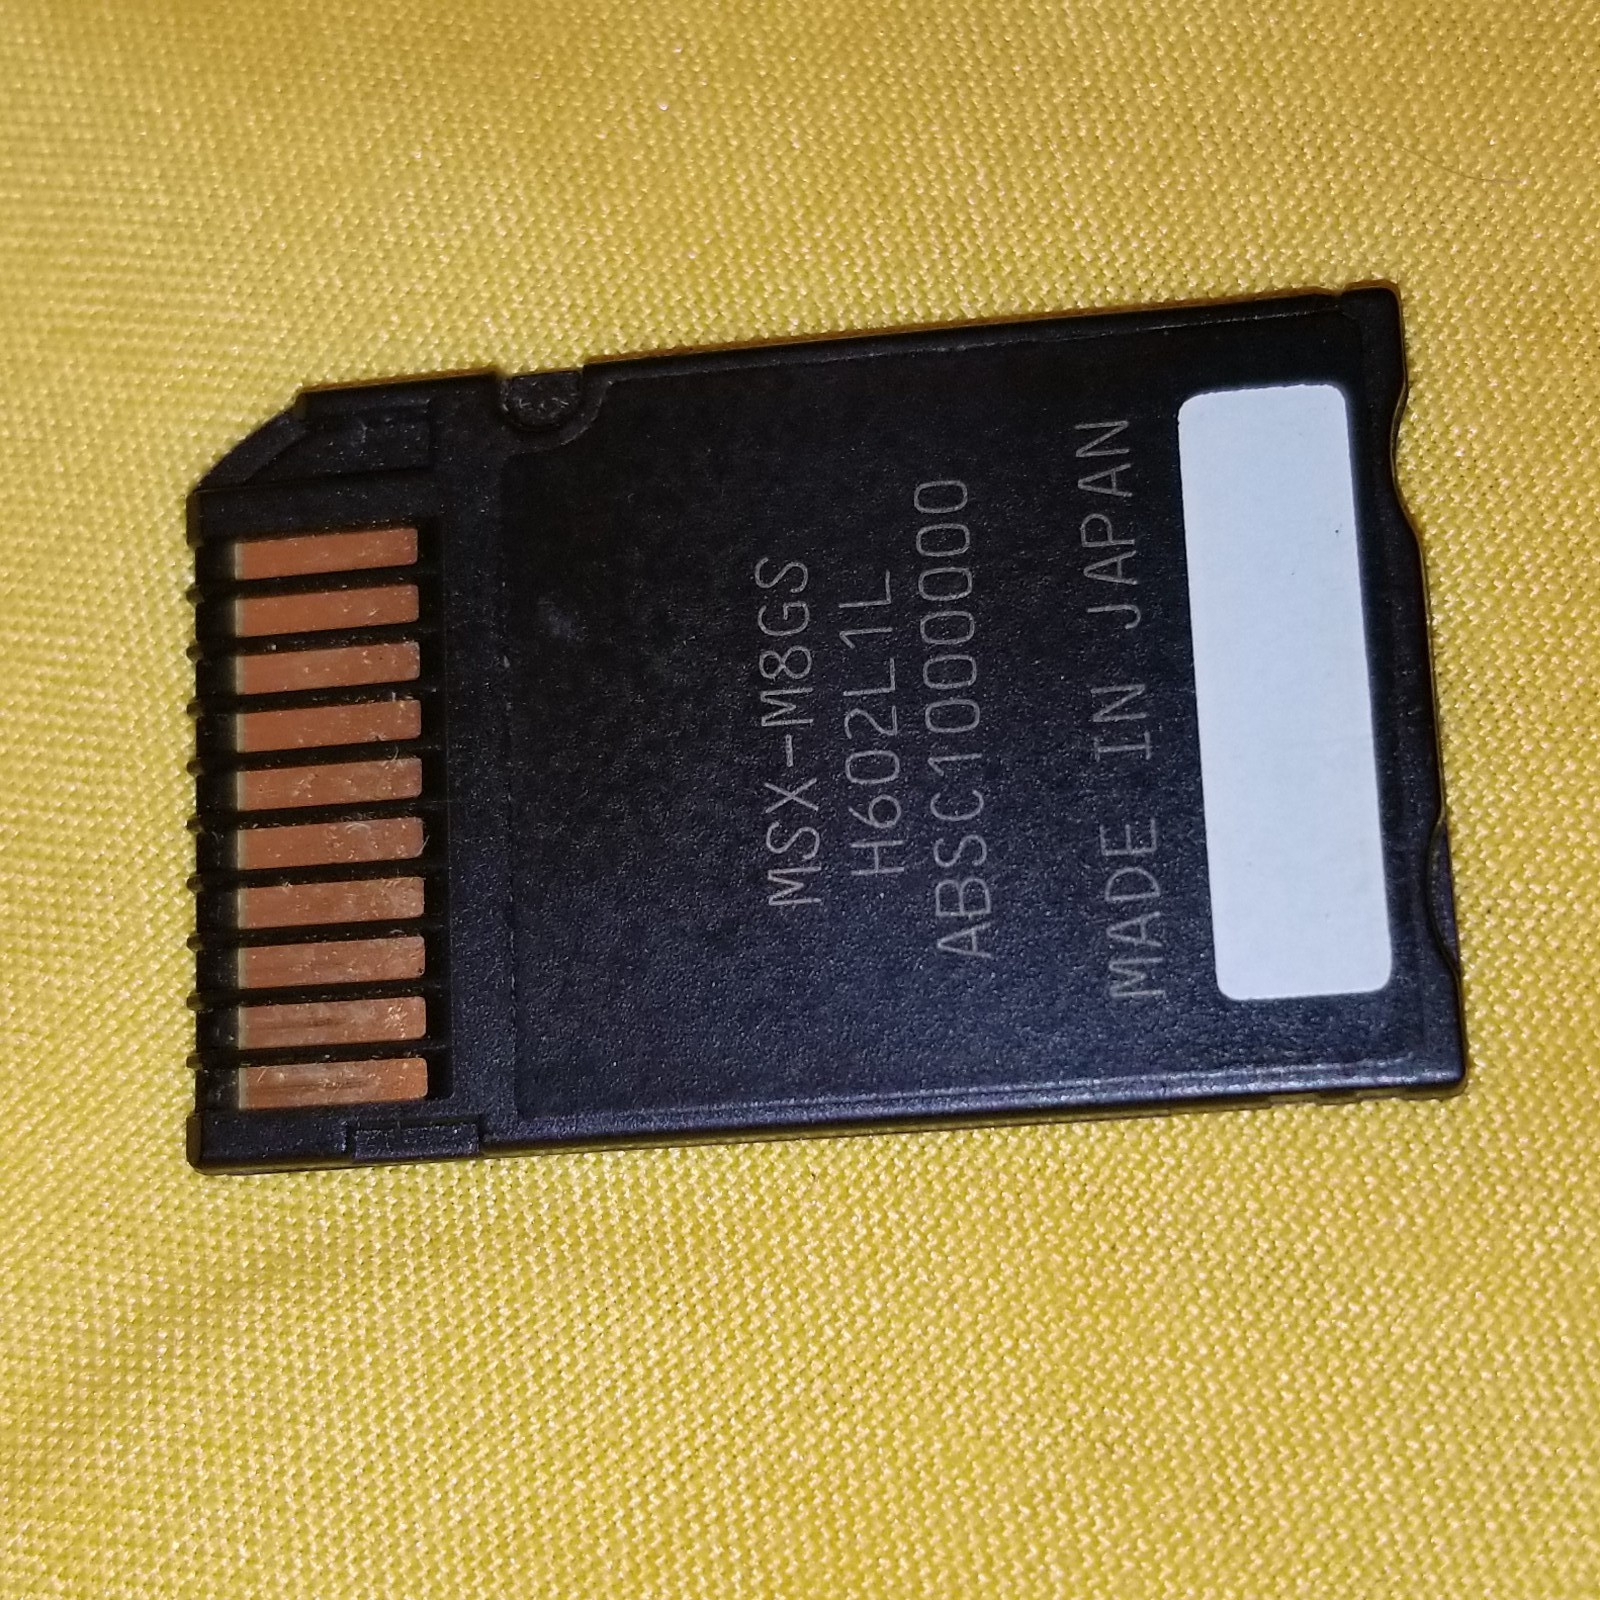 MSX-M8GS
H602L1L
ABSC1000000
MADE IN JAPAN